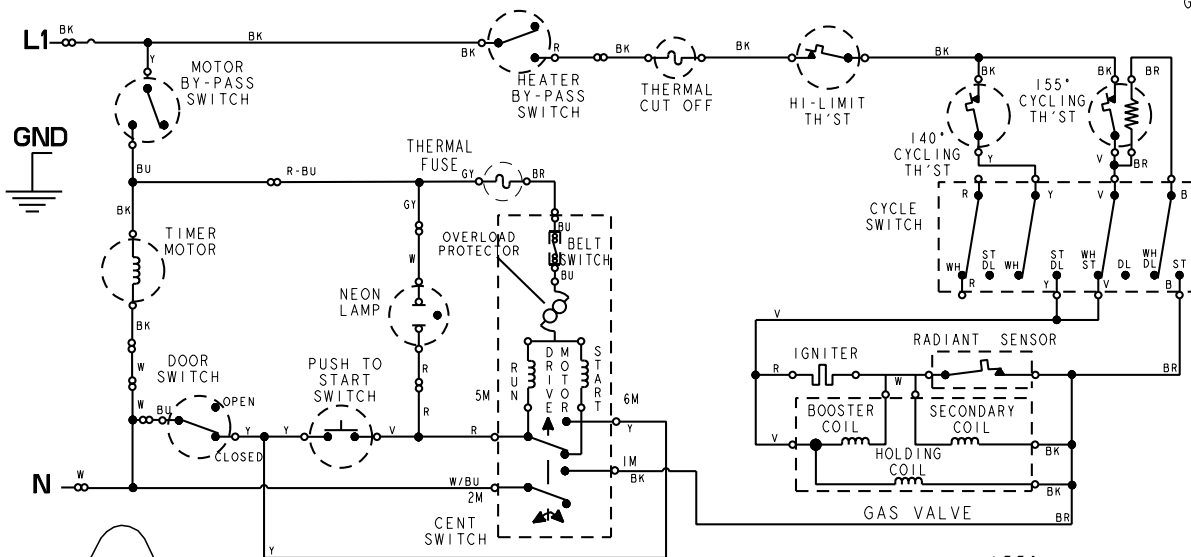 L1
BK
BK
BK
R
BK
BK
BK
G
Y
MOTOR
BY-PASS
SWITCH
HEATER
BY-PASS
SWITCH
THERMAL
CUT OFF
HI-LIMIT
TH'ST
BK
140°
CYCLING
TH'ST
Y
BK
BR
155°
CYCLING
TH'ST
V
BR
GND
BU
R-BU
THERMAL
FUSE
GY
BR
BK
GY
TIMER
MOTOR
OVERLOAD
PROTECTOR
BU
BELT
SWITCH
BU
W
NEON
LAMP
R
R
BK
W
W
CYCLE
SWITCH
R
Y
V
B
WH
ST
DL
WH
ST
DL
WH
ST
DL
WH
DL
ST
R
Y
V
B
V
DOOR
SWITCH
BU
OPEN
CLOSED
Y
PUSH TO
START
SWITCH
Y
V
R
5M
RUN
DRIVE
MOTOR
START
6M
Y
1M
BK
N
W
W/BU
2M
CENT
SWITCH
Y
IGNITER
RADIANT SENSOR
R
W
BR
BOOSTER
COIL
SECONDARY
COIL
V
BK
HOLDING
COIL
BK
GAS VALVE
BR